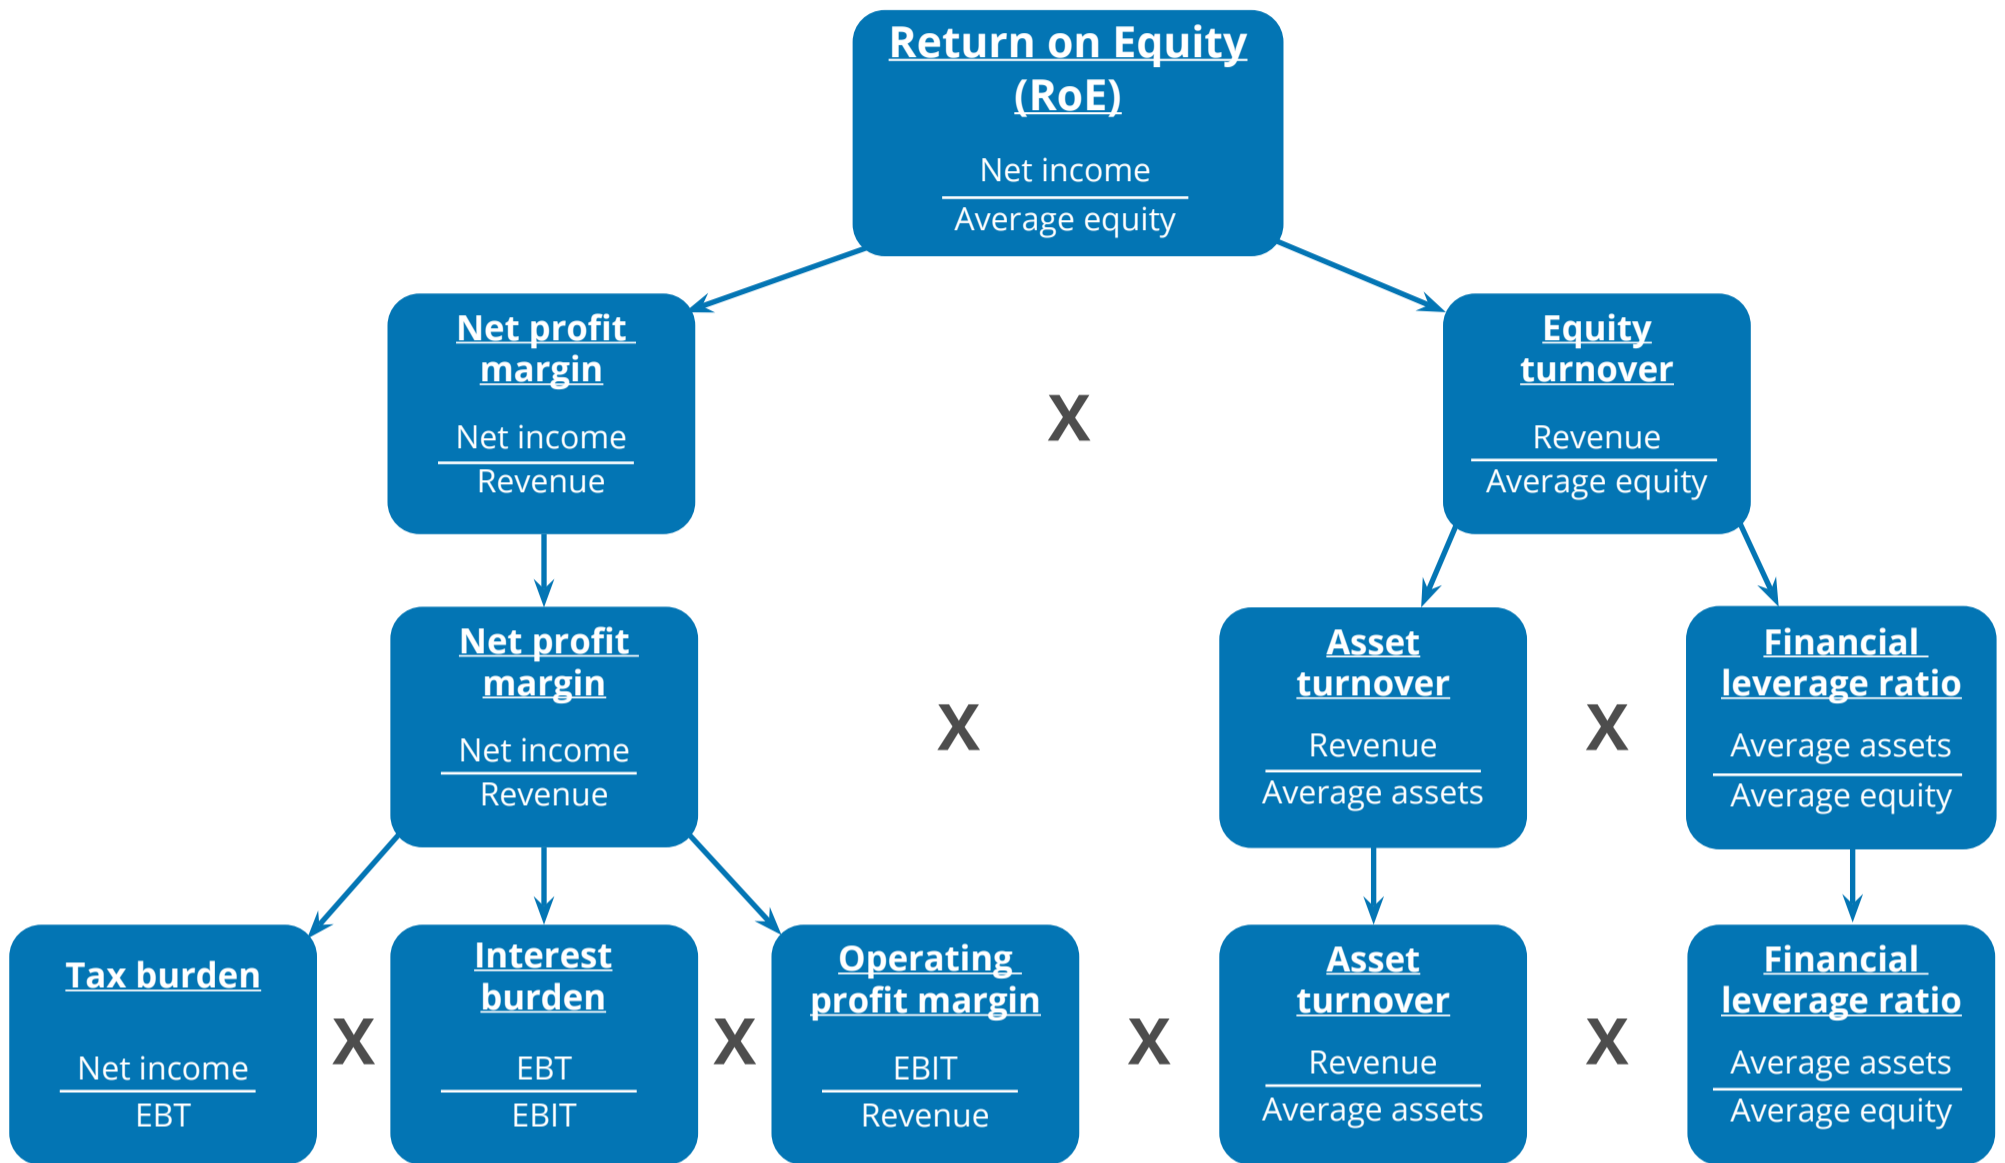 Return on Equity
(RoE)
Net income
Average equity
Net profit
margin
Net income
Revenue
X
Equity
turnover
Revenue
Average equity
Net profit
margin
Net income
Revenue
X
Asset
turnover
Revenue
Average assets
X
Financial
leverage ratio
Average assets
Average equity
Tax burden
Net income
EBT
X
Interest
burden
EBT
EBIT
X
Operating
profit margin
EBIT
Revenue
X
Asset
turnover
Revenue
Average assets
X
Financial
leverage ratio
Average assets
Average equity